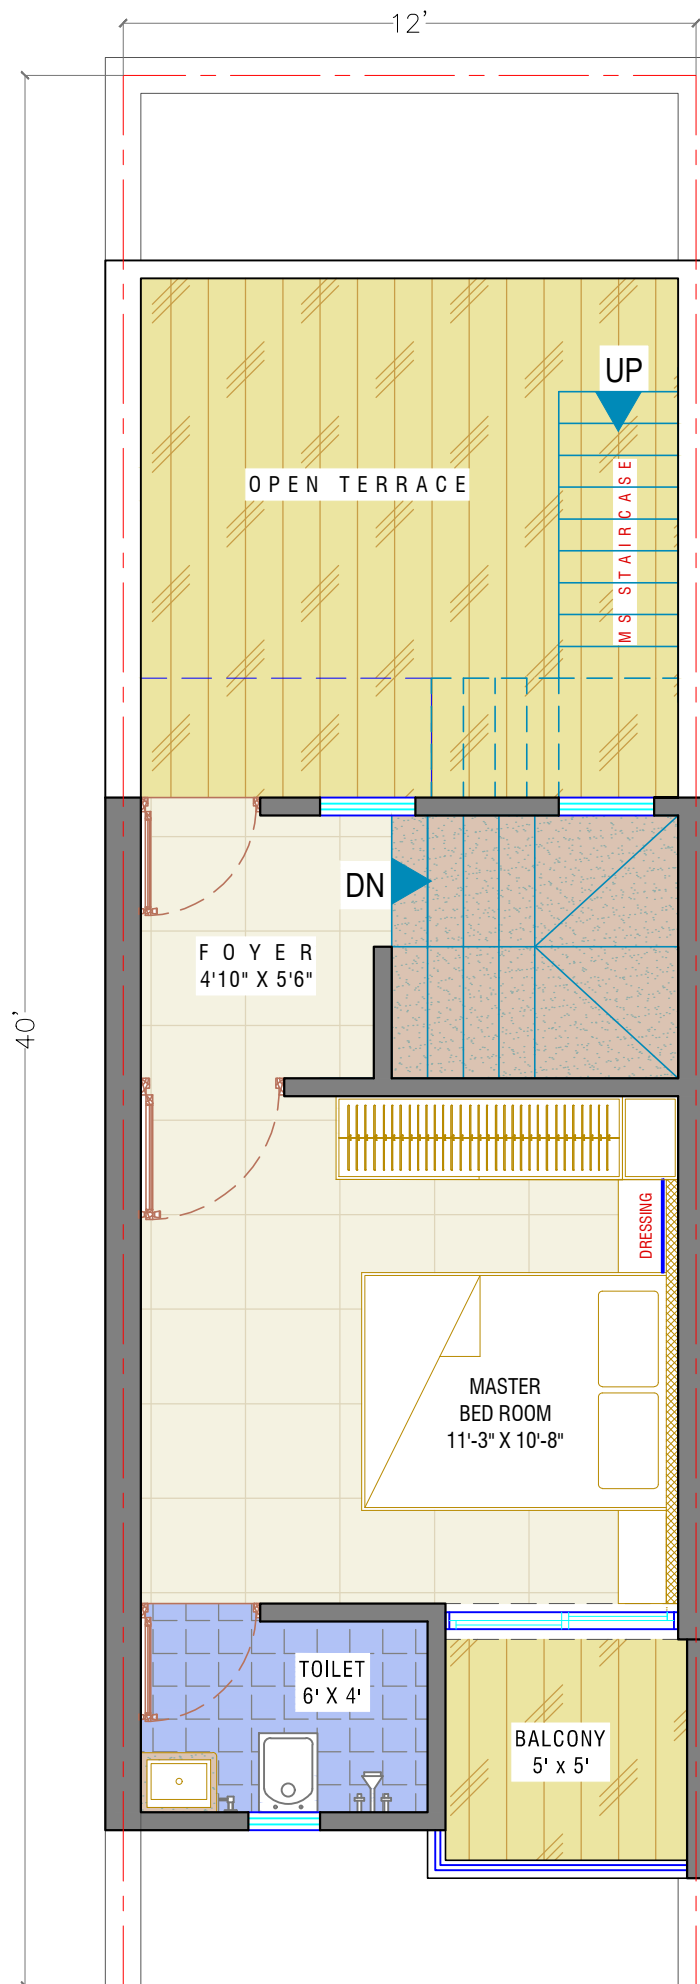 12'
UP
OPEN TERRACE
MS STAIRCASE
DN
FOYER
4'10" X 5'6"
40'
DRESSING
MASTER
BED ROOM
11'-3" X 10'-8"
TOILET
6' X 4'
BALCONY
5' x 5'